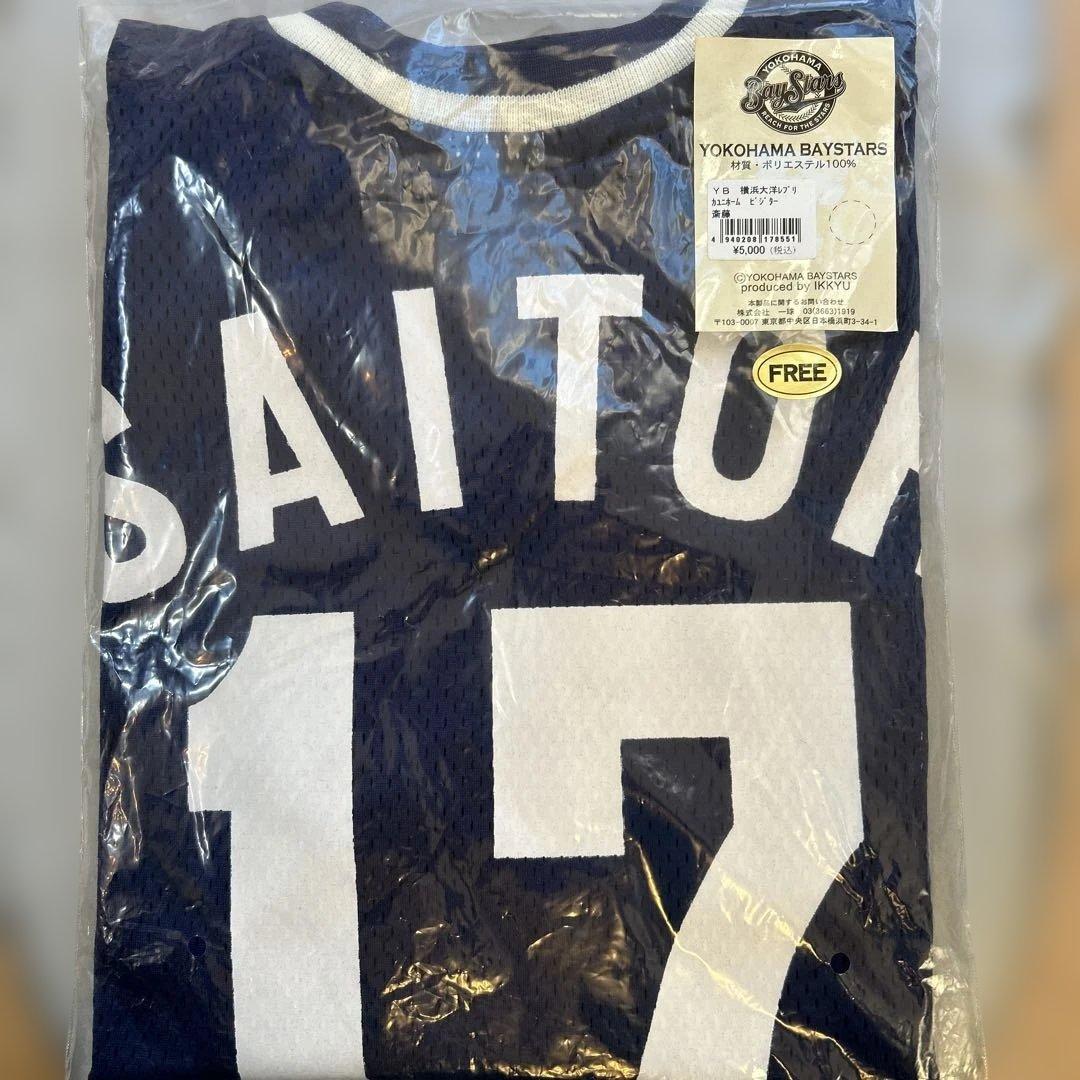 YOKOHAMA
BayStars
REACH FOR THE STARS
YOKOHAMA BAYSTARS
材質・ポリエステル100%
YB 横浜大洋レプリ
カユニホーム ビジター
斎藤
4 940208 178551
¥5,000 (税込)
©YOKOHAMA BAYSTARS
produced by IKKYU
本製品に関するお問い合わせ
株式会社 一球 03(3663)1919
〒103-0007 東京都中央区日本橋浜町3-34-1
FREE
SAITO
17